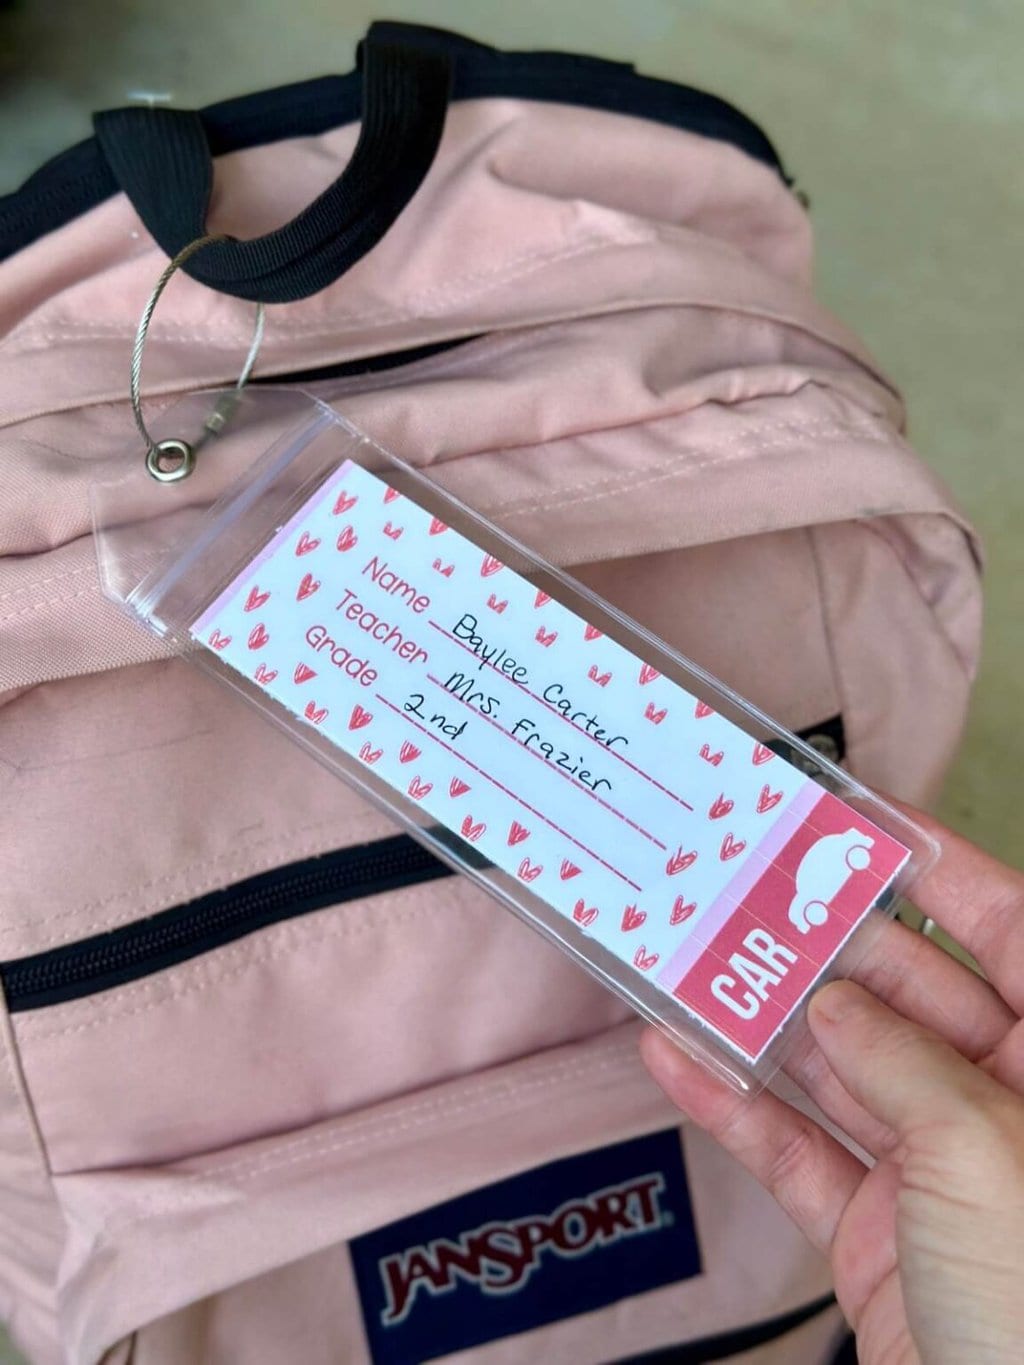 Name Baylee Carter
Teacher Mrs. Frazier
Grade 2nd
CAR
JANSPORT